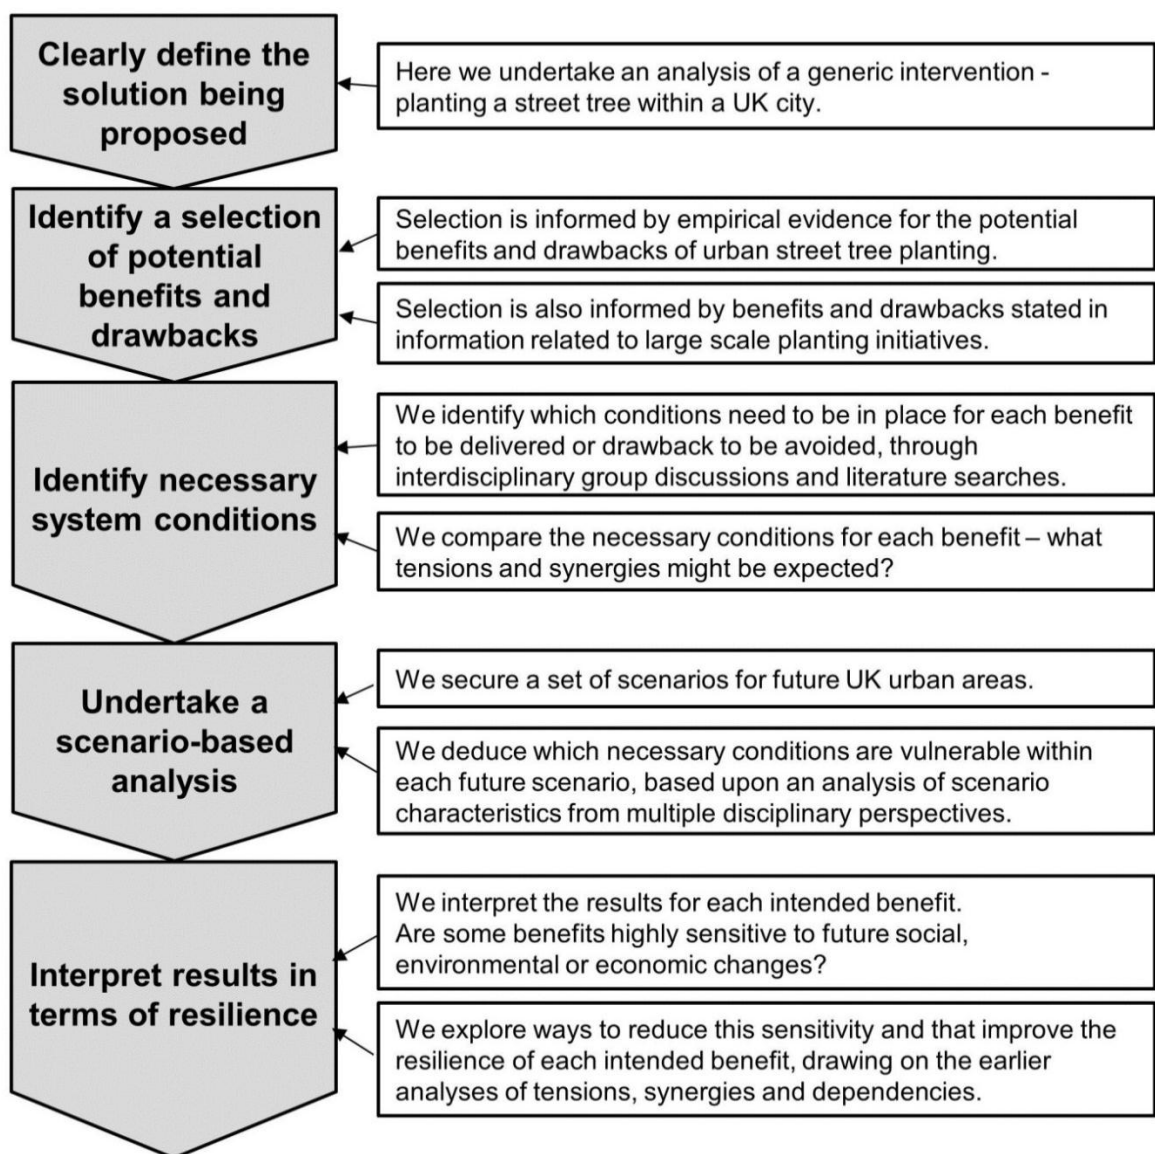 Clearly define the
solution being
proposed
Here we undertake an analysis of a generic intervention -
planting a street tree within a UK city.
Identify a selection
of potential
benefits and
drawbacks
Selection is informed by empirical evidence for the potential
benefits and drawbacks of urban street tree planting.
Selection is also informed by benefits and drawbacks stated in
information related to large scale planting initiatives.
Identify necessary
system conditions
We identify which conditions need to be in place for each benefit
to be delivered or drawback to be avoided, through
interdisciplinary group discussions and literature searches.
We compare the necessary conditions for each benefit – what
tensions and synergies might be expected?
Undertake a
scenario-based
analysis
We secure a set of scenarios for future UK urban areas.
We deduce which necessary conditions are vulnerable within
each future scenario, based upon an analysis of scenario
characteristics from multiple disciplinary perspectives.
Interpret results in
terms of resilience
We interpret the results for each intended benefit.
Are some benefits highly sensitive to future social,
environmental or economic changes?
We explore ways to reduce this sensitivity and that improve the
resilience of each intended benefit, drawing on the earlier
analyses of tensions, synergies and dependencies.